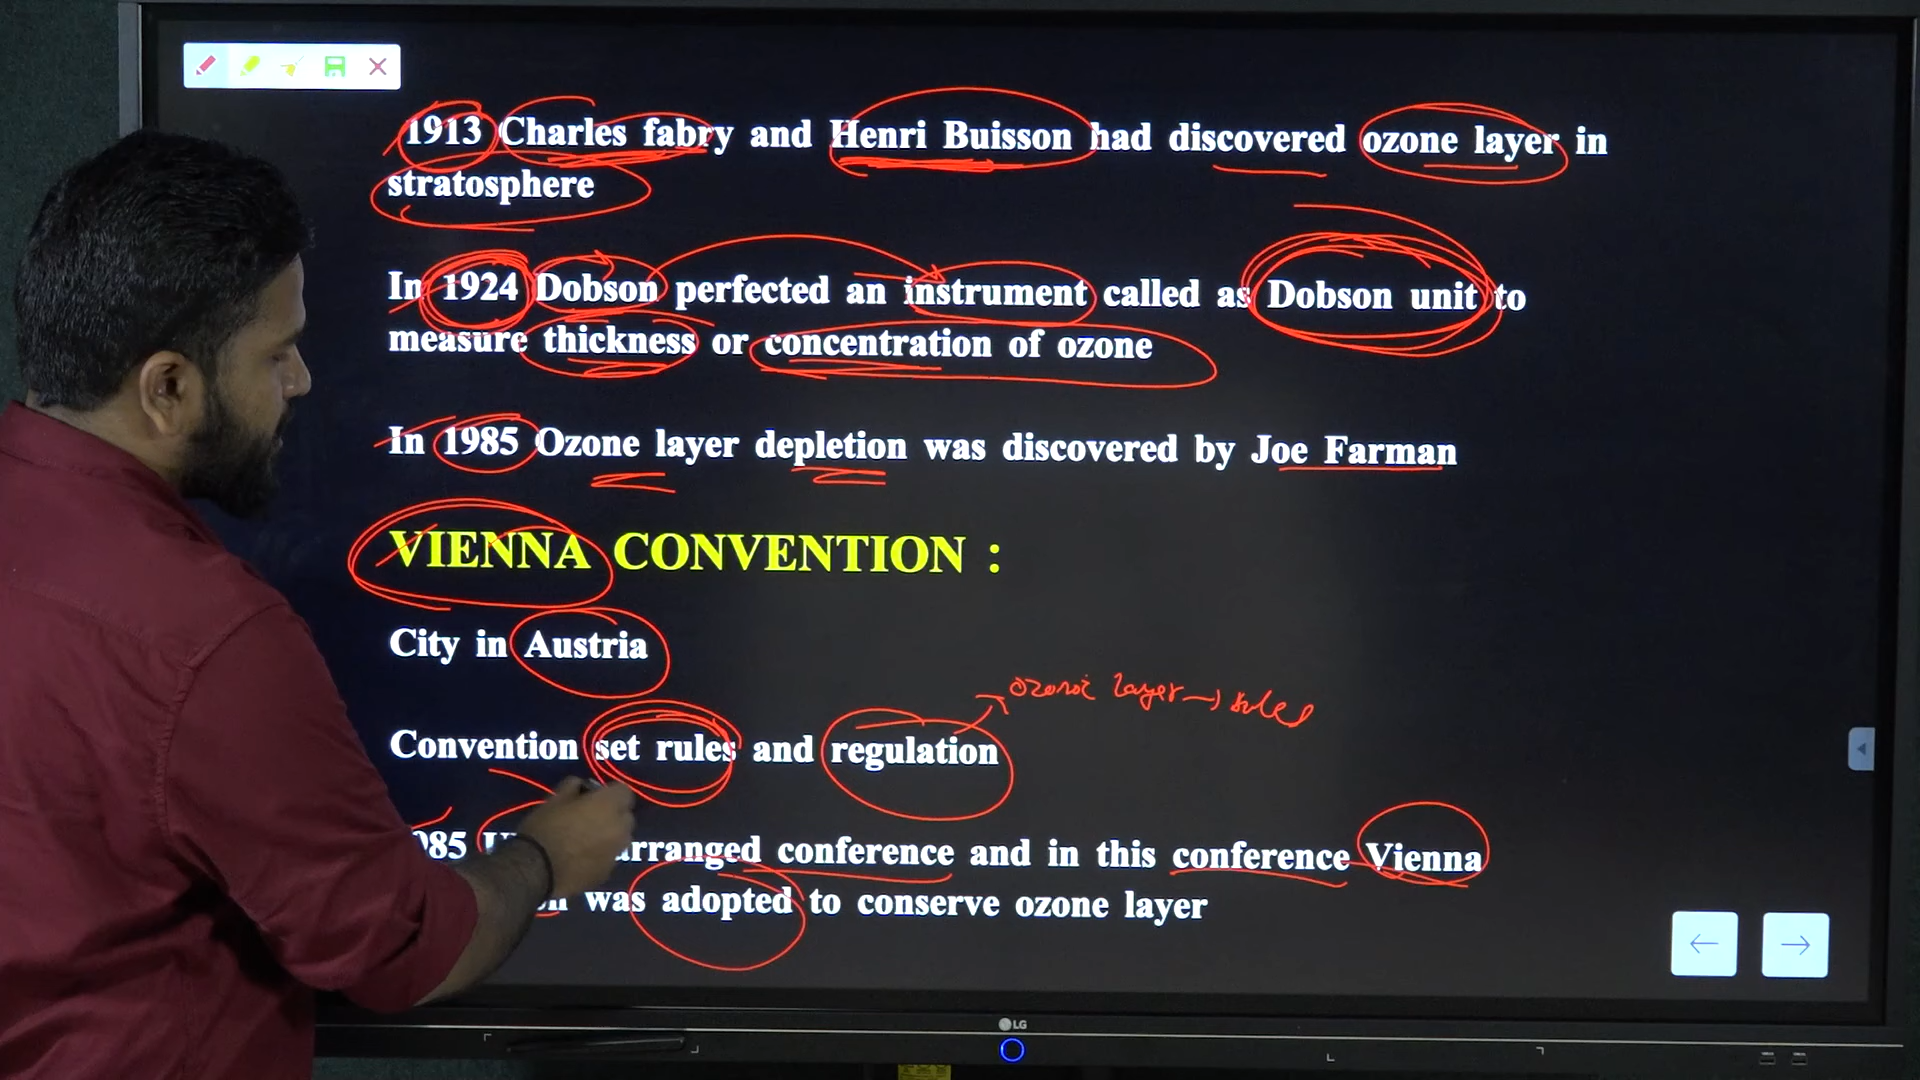 1913 Charles fabry and Henri Buisson had discovered ozone layer in
stratosphere
In 1924 Dobson perfected an instrument called as Dobson unit to
measure thickness or concentration of ozone
In 1985 Ozone layer depletion was discovered by Joe Farman
VIENNA CONVENTION :
City in Austria
ozone layer → rules
Convention set rules and regulation
85 arranged conference and in this conference Vienna
was adopted to conserve ozone layer
LG